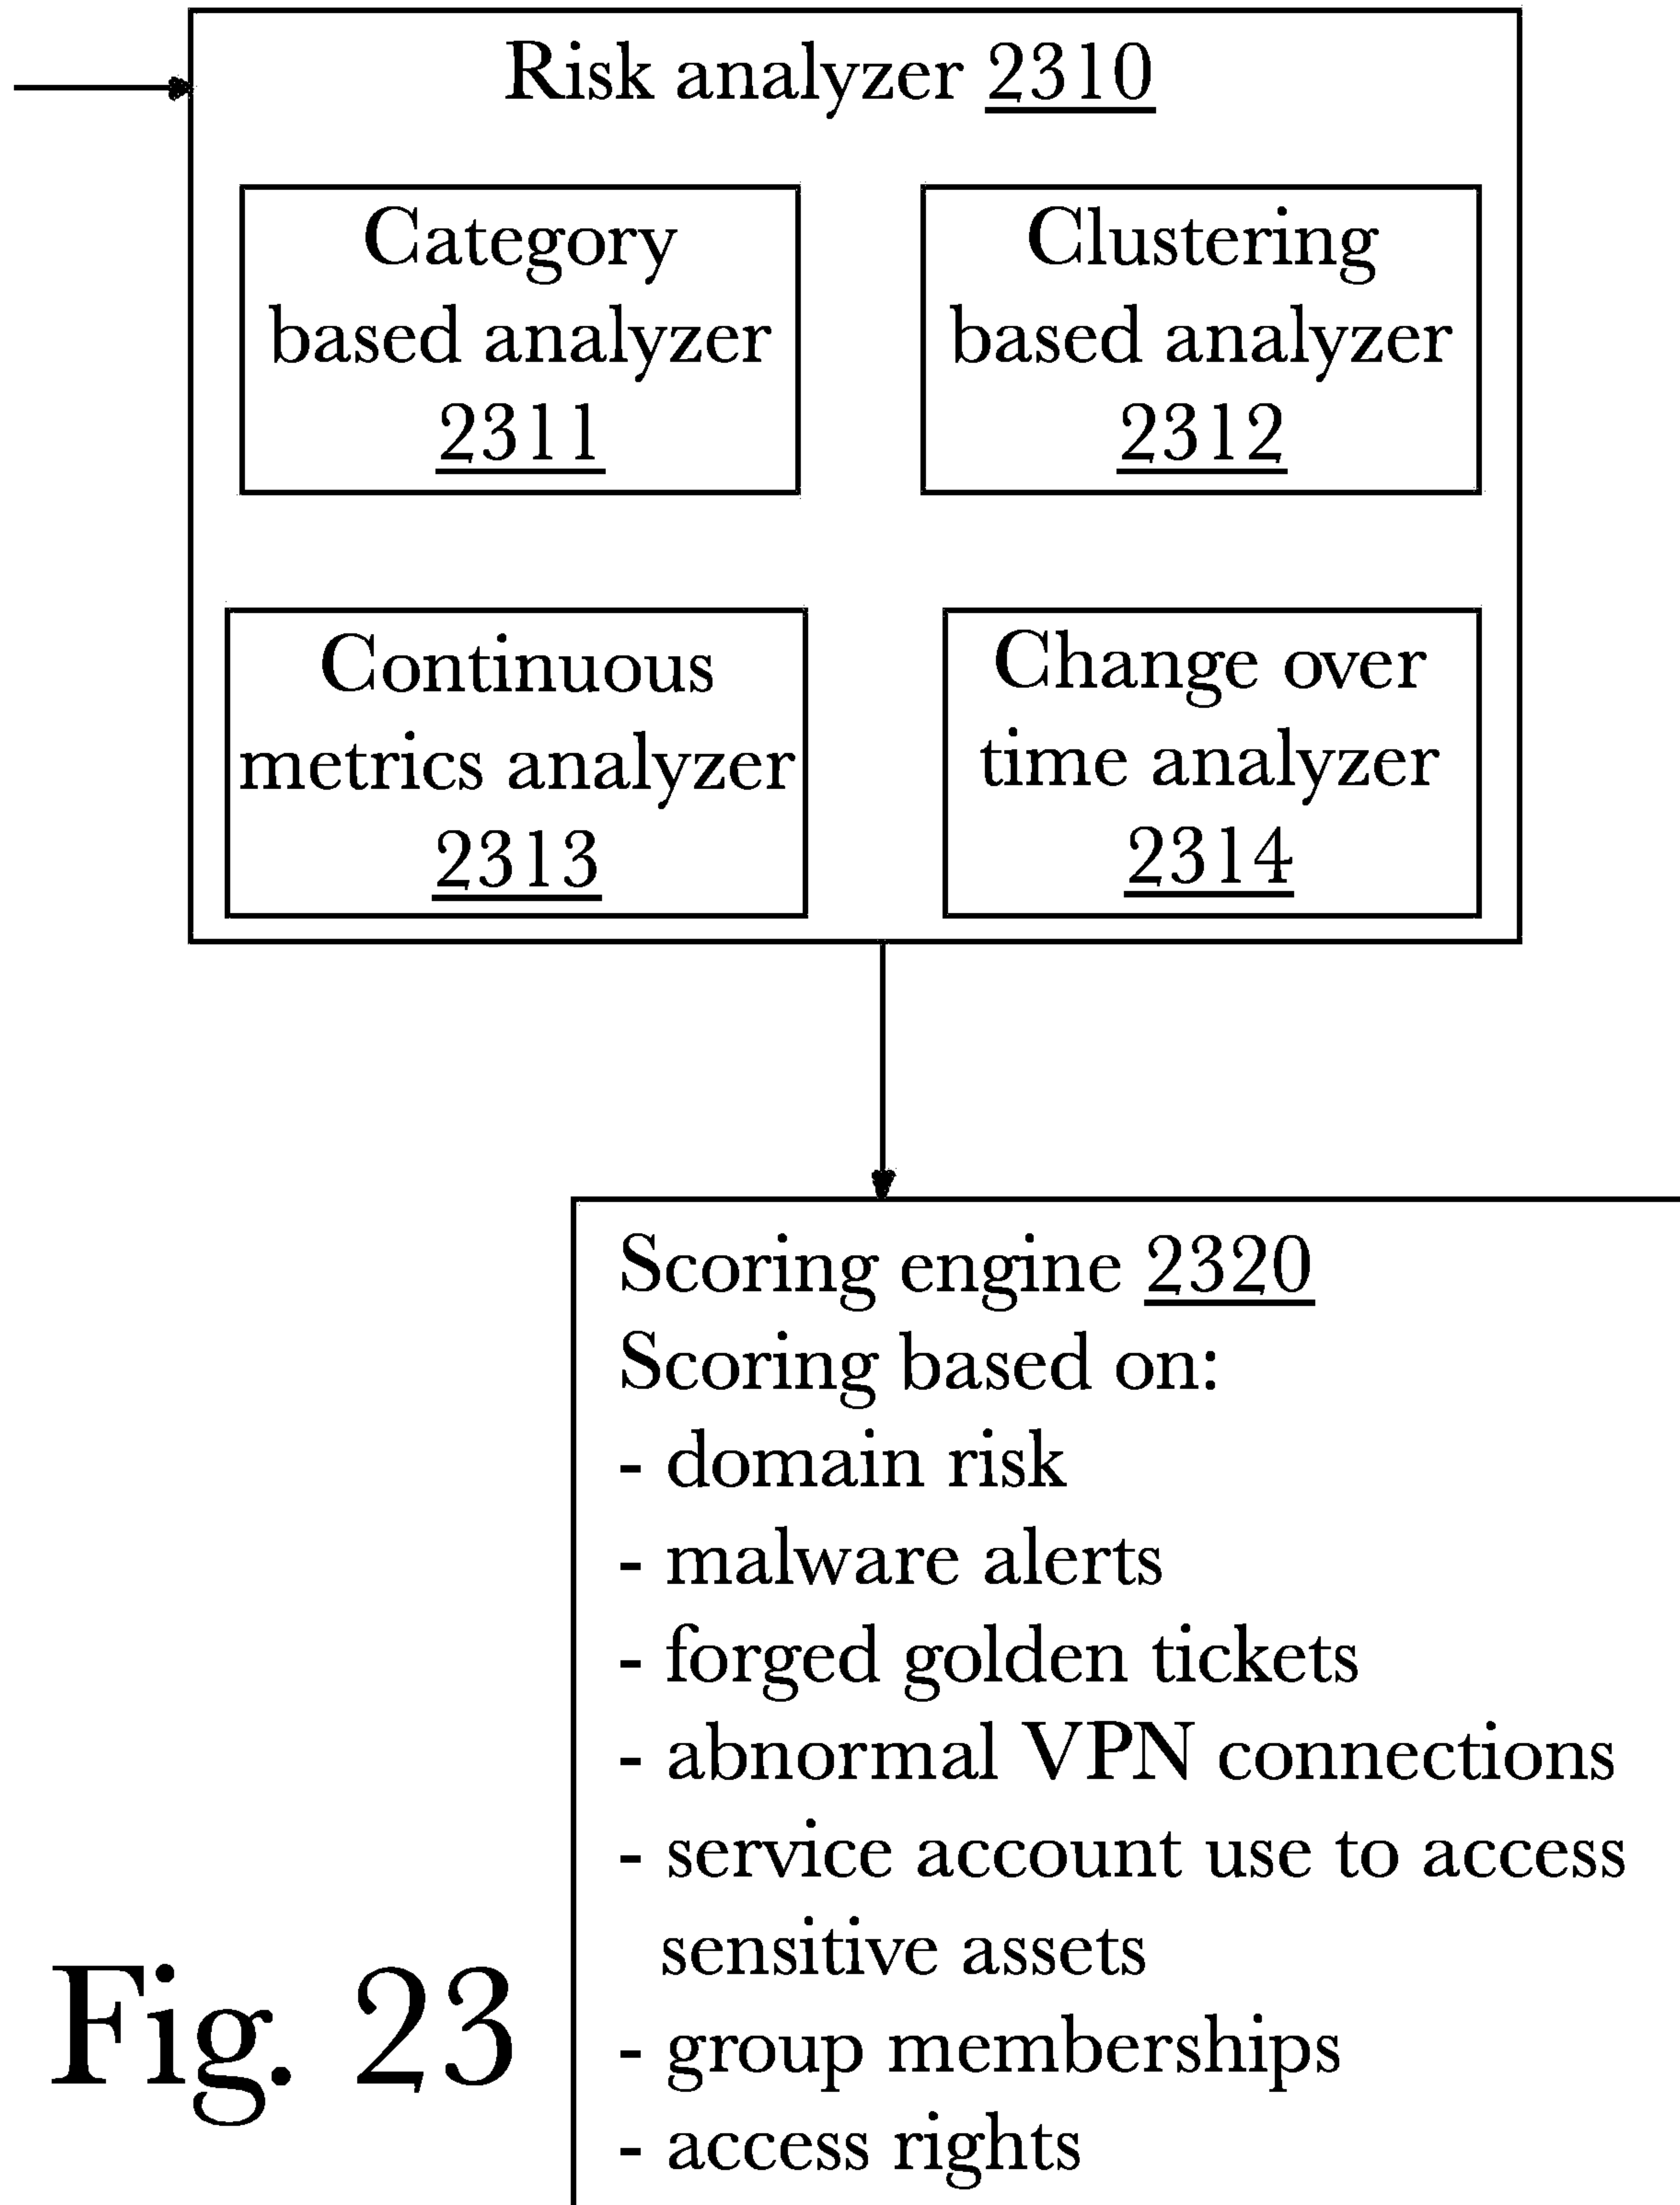 Risk analyzer 2310
Category
based analyzer
2311
Clustering
based analyzer
2312
Continuous
metrics analyzer
2313
Change over
time analyzer
2314
Scoring engine 2320
Scoring based on:
- domain risk
- malware alerts
- forged golden tickets
- abnormal VPN connections
- service account use to access
sensitive assets
- group memberships
- access rights
Fig. 23